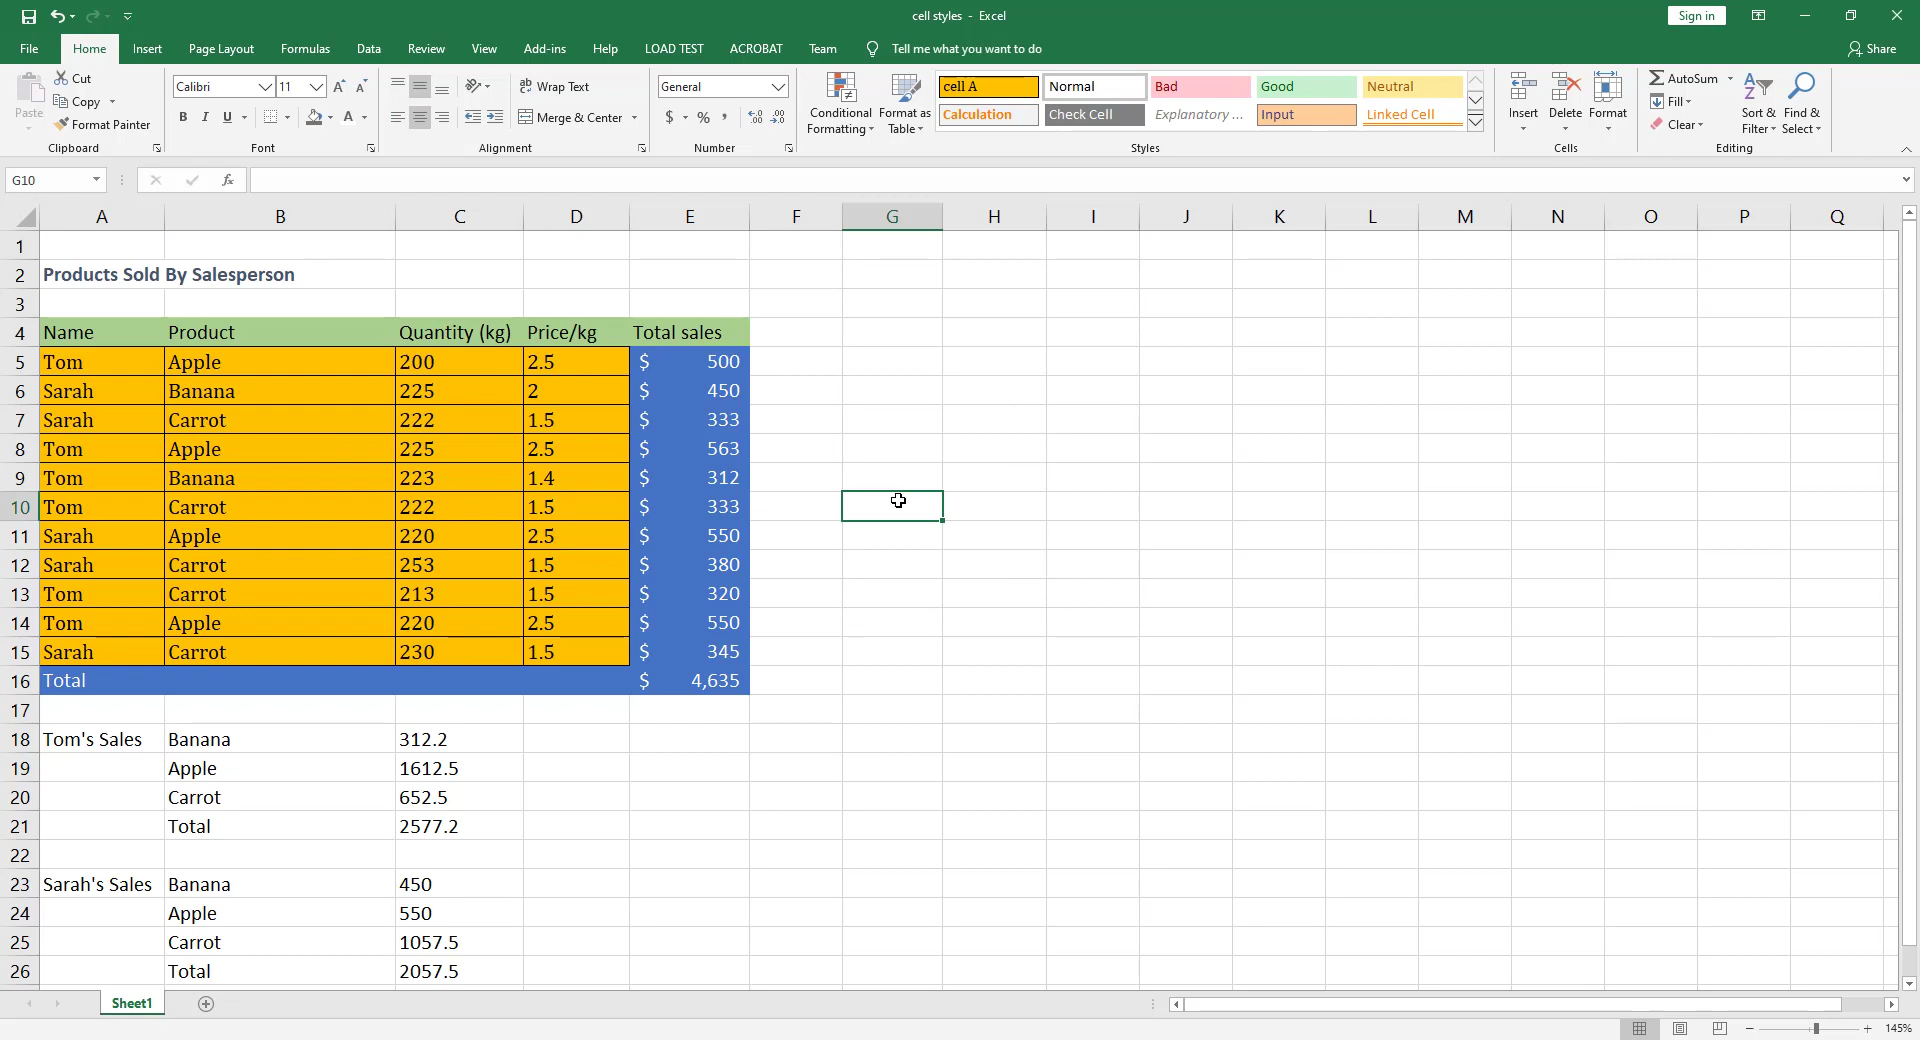 cell styles - Excel
Sign in
File Home Insert Page Layout Formulas Data Review View Add-ins Help LOAD TEST ACROBAT Team Tell me what you want to do Share
Paste
Cut
Copy
Format Painter
Clipboard
Calibri 11
B I U A
Font
Wrap Text
Merge & Center
Alignment
General
$ % ,
Number
Conditional Formatting
Format as Table
cell A Normal Bad Good Neutral
Calculation Check Cell Explanatory ... Input Linked Cell
Styles
Insert Delete Format
Cells
AutoSum
Fill
Clear
Sort & Filter
Find & Select
Editing
G10 fx
A B C D E F G H I J K L M N O P Q
1
2 Products Sold By Salesperson
3
4 Name Product Quantity (kg) Price/kg Total sales
5 Tom Apple 200 2.5 $ 500
6 Sarah Banana 225 2 $ 450
7 Sarah Carrot 222 1.5 $ 333
8 Tom Apple 225 2.5 $ 563
9 Tom Banana 223 1.4 $ 312
10 Tom Carrot 222 1.5 $ 333
11 Sarah Apple 220 2.5 $ 550
12 Sarah Carrot 253 1.5 $ 380
13 Tom Carrot 213 1.5 $ 320
14 Tom Apple 220 2.5 $ 550
15 Sarah Carrot 230 1.5 $ 345
16 Total $ 4,635
17
18 Tom's Sales Banana 312.2
19 Apple 1612.5
20 Carrot 652.5
21 Total 2577.2
22
23 Sarah's Sales Banana 450
24 Apple 550
25 Carrot 1057.5
26 Total 2057.5
Sheet1
145%